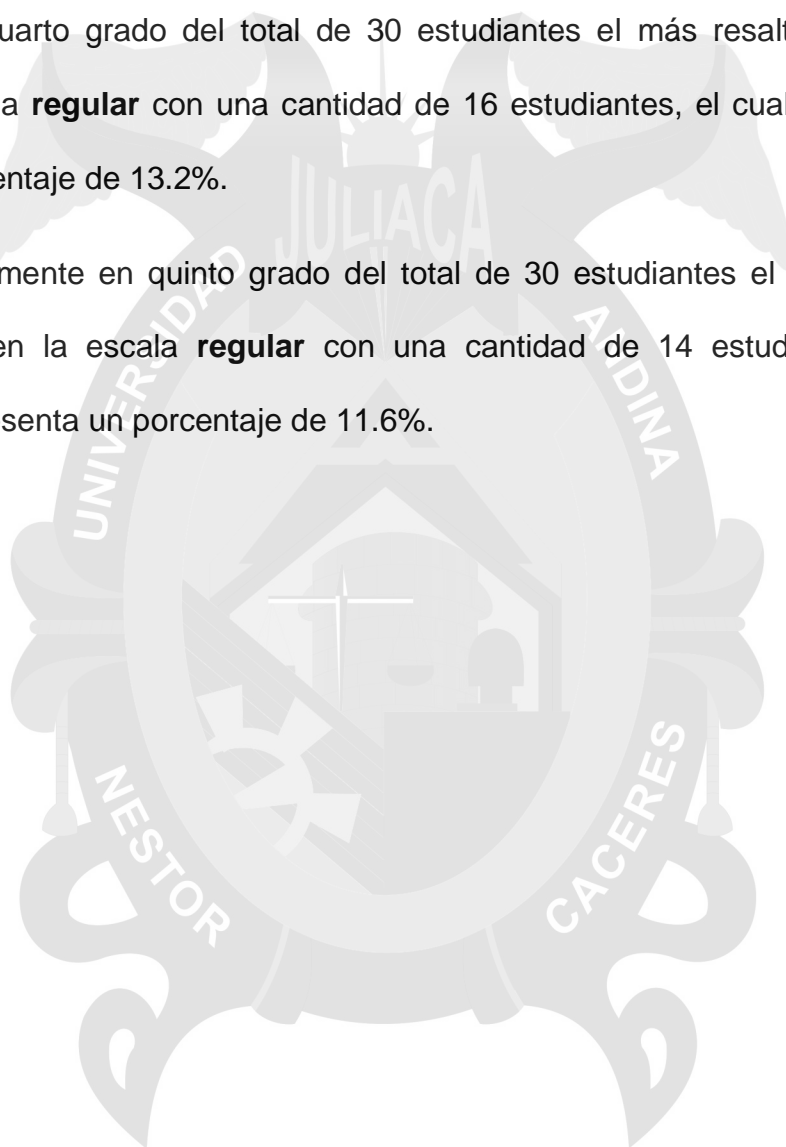 uarto grado del total de 30 estudiantes el más resalt
a regular con una cantidad de 16 estudiantes, el cual
entaje de 13.2%.
mente en quinto grado del total de 30 estudiantes el
en la escala regular con una cantidad de 14 estud
senta un porcentaje de 11.6%.
JULIACA
UNIVERSIDAD
ANDINA
NESTOR
CACERES